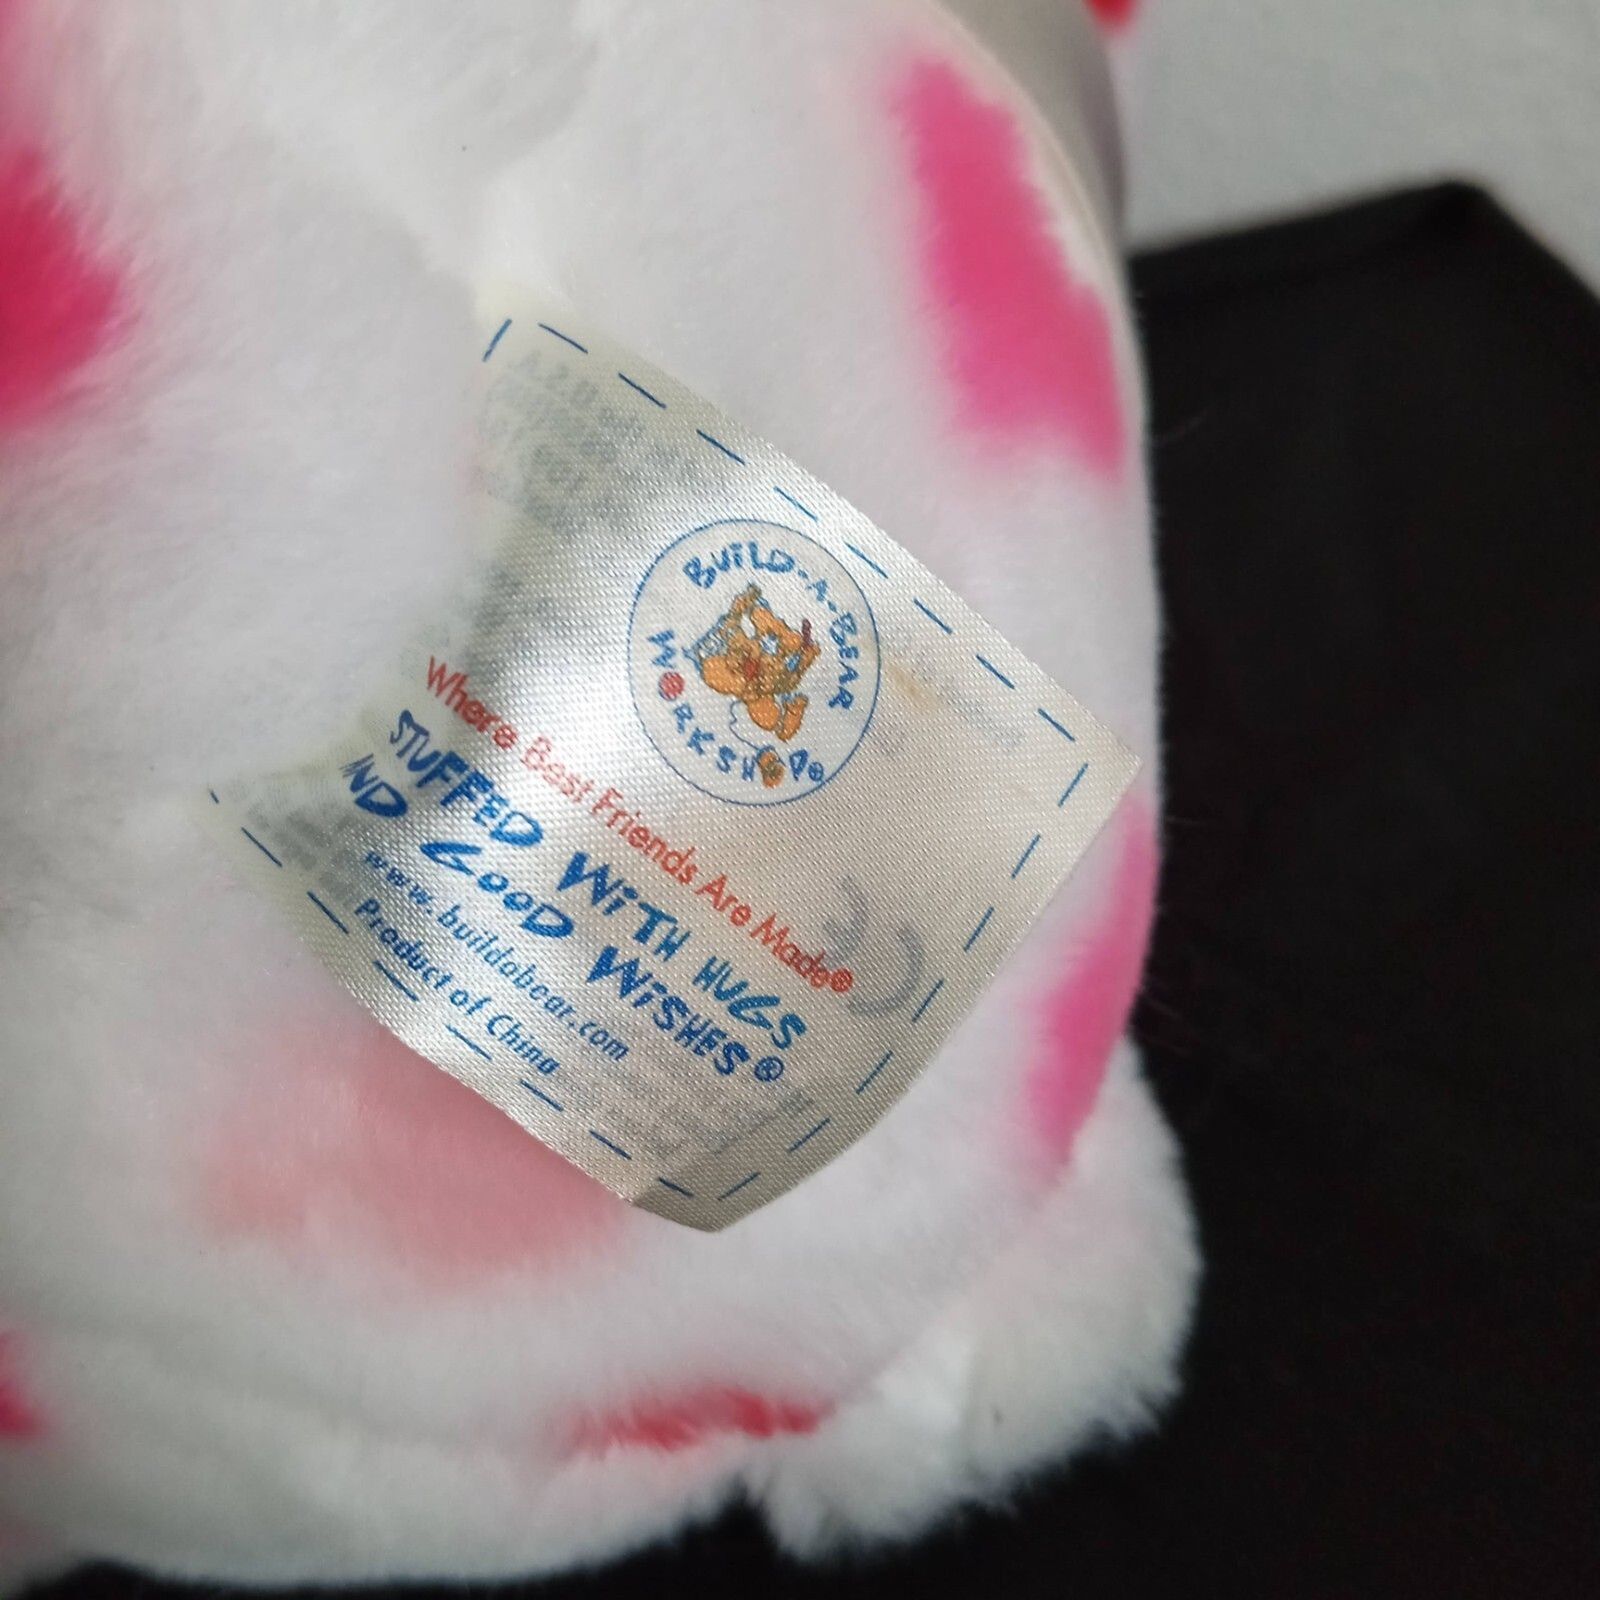 BUILD-A-BEAR
WORKSHOP®
Where Best Friends Are Made®
STUFFED WITH HUGS
AND GOOD WISHES®
www.buildabear.com
Product of China